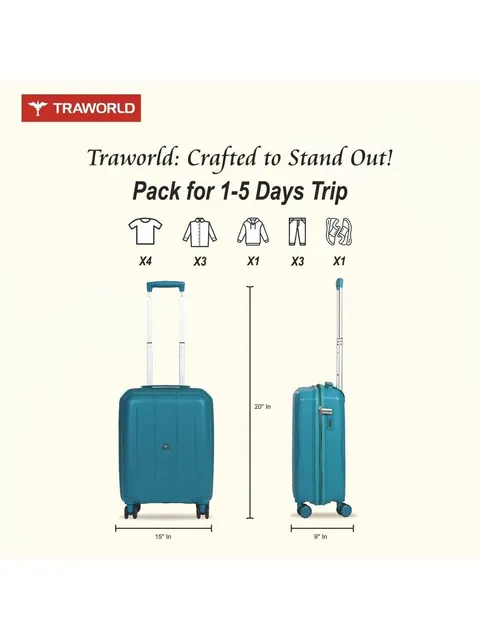 TRAWORLD
Traworld: Crafted to Stand Out!
Pack for 1-5 Days Trip
X4 X3 X1 X3 X1
20" In
15" In 9" In